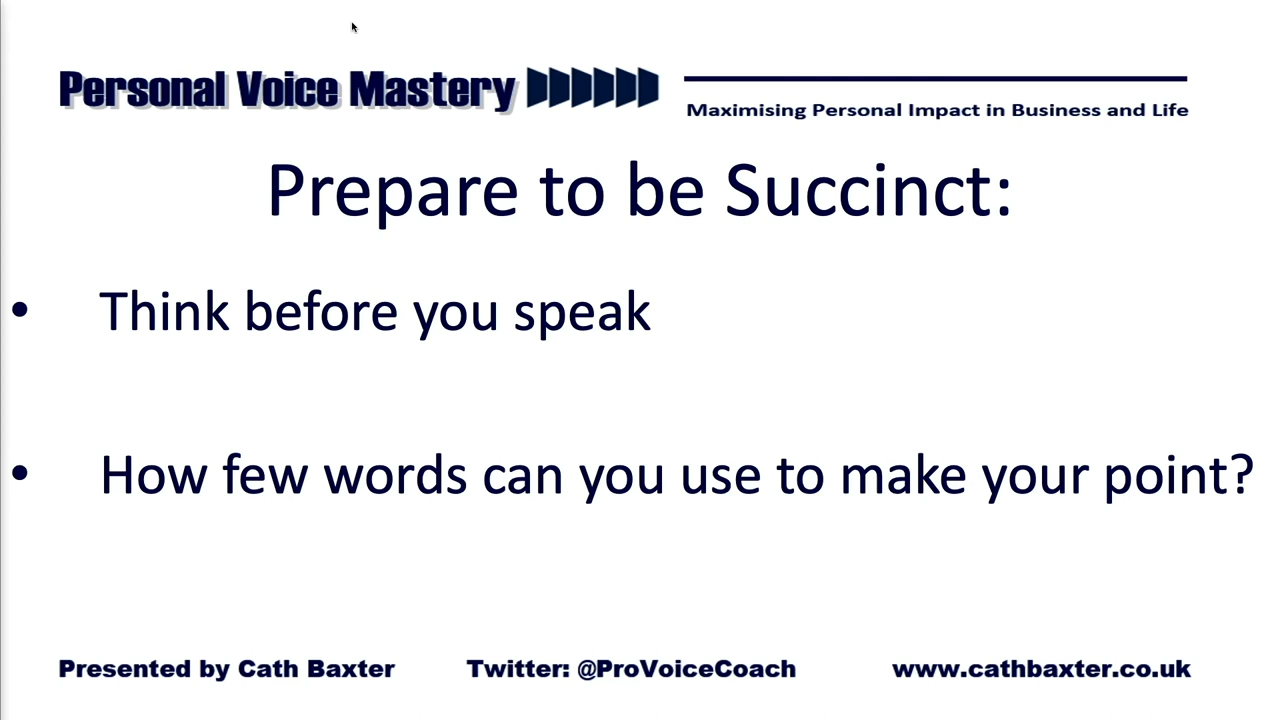 Personal Voice Mastery
Maximising Personal Impact in Business and Life
Prepare to be Succinct:
• Think before you speak
• How few words can you use to make your point?
Presented by Cath Baxter Twitter: @ProVoiceCoach www.cathbaxter.co.uk